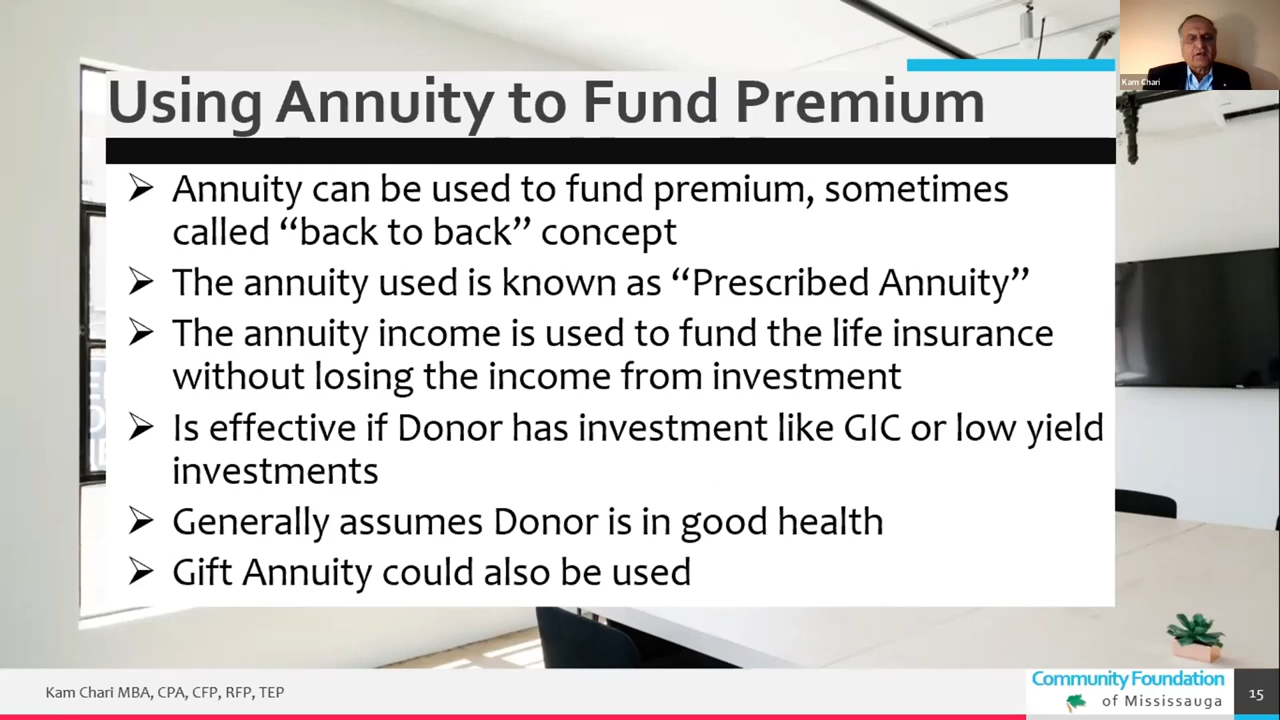 Kam Chari
Using Annuity to Fund Premium
➢ Annuity can be used to fund premium, sometimes
called “back to back” concept
➢ The annuity used is known as “Prescribed Annuity”
➢ The annuity income is used to fund the life insurance
without losing the income from investment
➢ Is effective if Donor has investment like GIC or low yield
investments
➢ Generally assumes Donor is in good health
➢ Gift Annuity could also be used
Kam Chari MBA, CPA, CFP, RFP, TEP
Community Foundation
of Mississauga
15